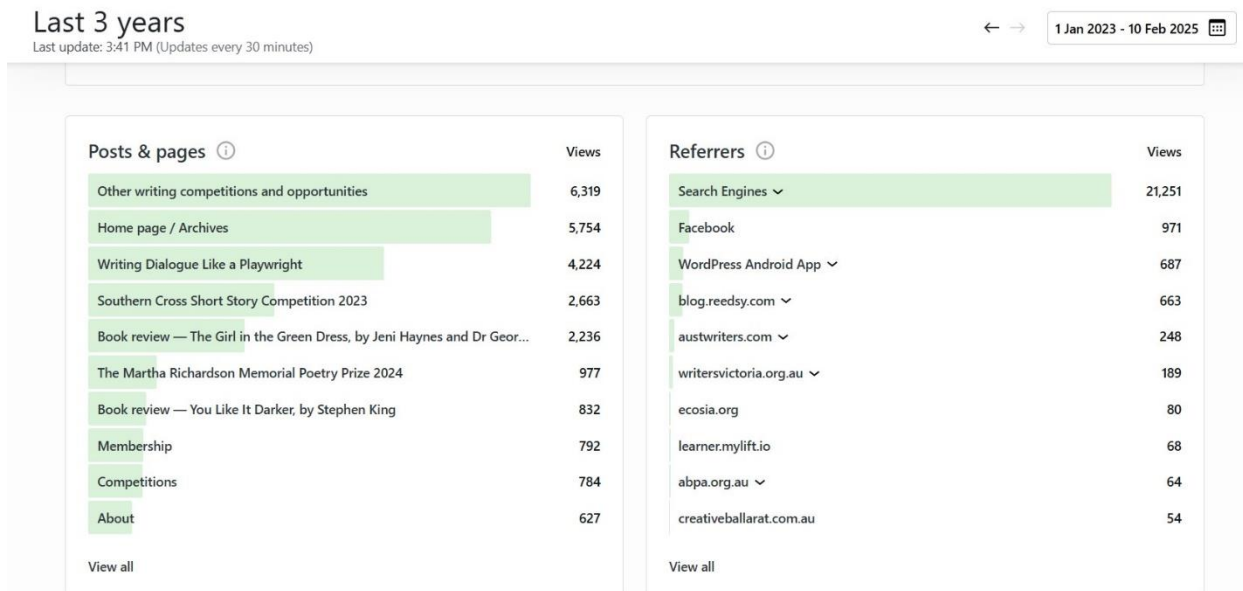 Last 3 years
Last update: 3:41 PM (Updates every 30 minutes)
← →
1 Jan 2023 - 10 Feb 2025
Posts & pages Views
Other writing competitions and opportunities 6,319
Home page / Archives 5,754
Writing Dialogue Like a Playwright 4,224
Southern Cross Short Story Competition 2023 2,663
Book review — The Girl in the Green Dress, by Jeni Haynes and Dr Geor... 2,236
The Martha Richardson Memorial Poetry Prize 2024 977
Book review — You Like It Darker, by Stephen King 832
Membership 792
Competitions 784
About 627
View all
Referrers Views
Search Engines 21,251
Facebook 971
WordPress Android App 687
blog.reedsy.com 663
austwriters.com 248
writersvictoria.org.au 189
ecosia.org 80
learner.mylift.io 68
abpa.org.au 64
creativeballarat.com.au 54
View all